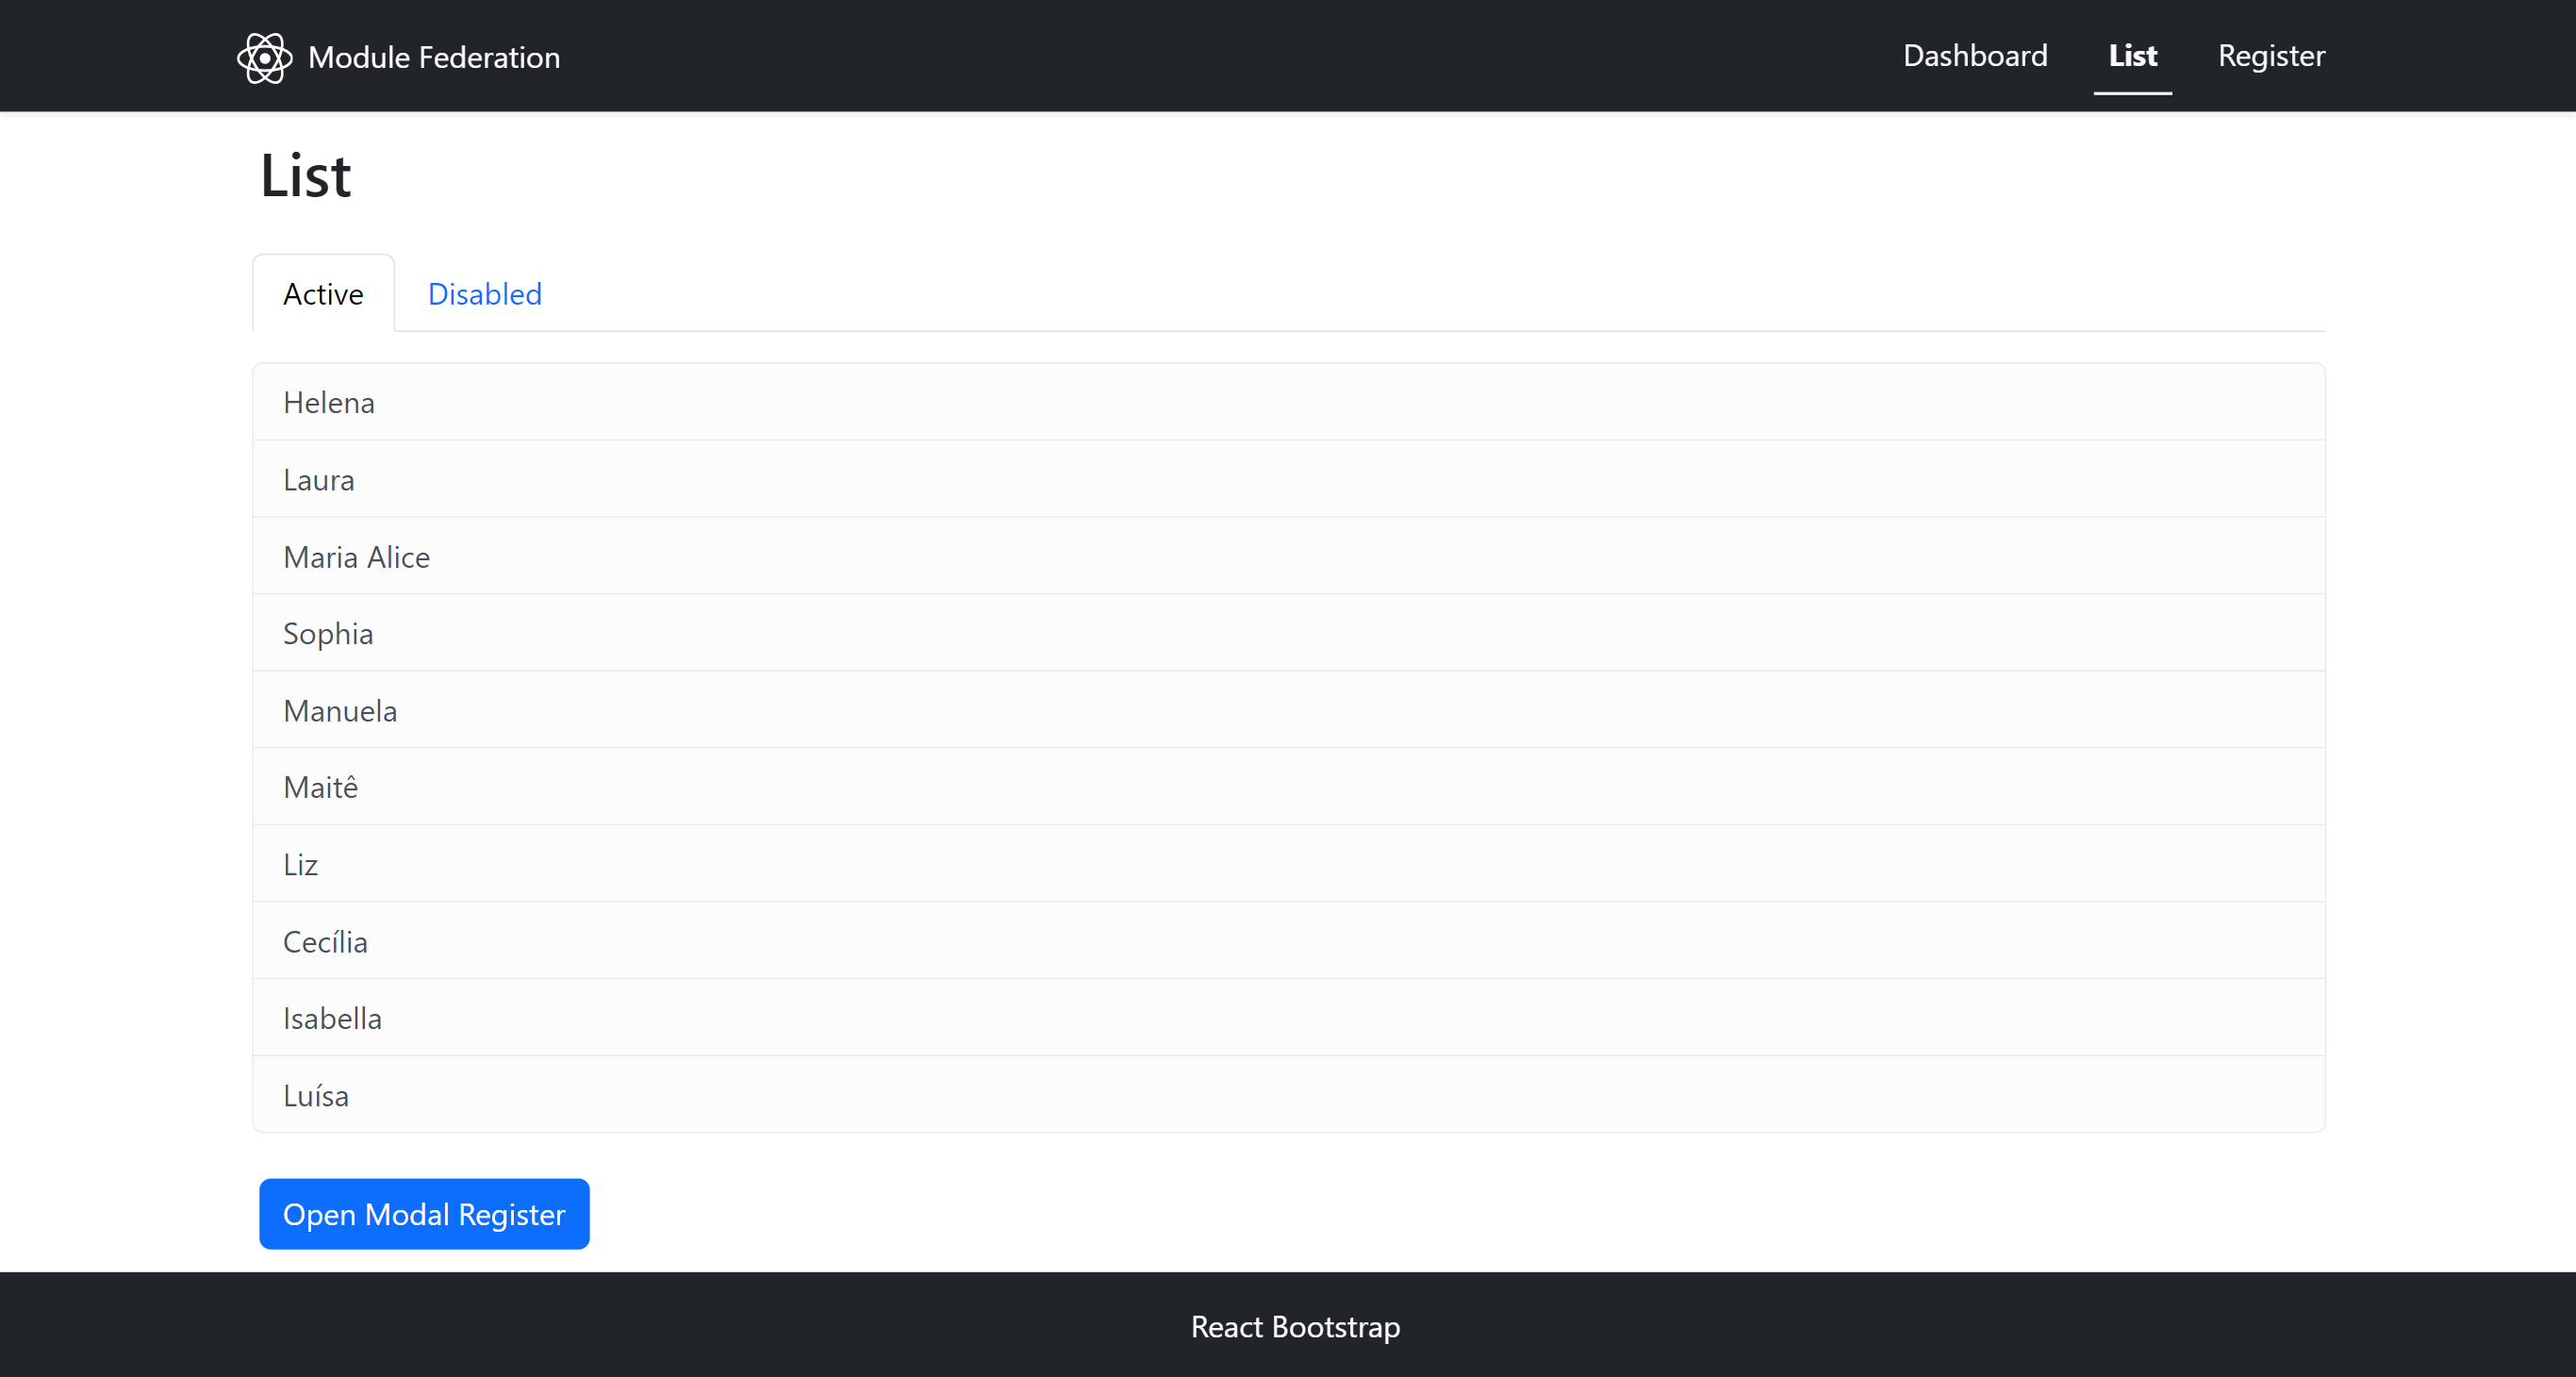 Module Federation
Dashboard List Register
List
Active Disabled
Helena
Laura
Maria Alice
Sophia
Manuela
Maitê
Liz
Cecília
Isabella
Luísa
Open Modal Register
React Bootstrap